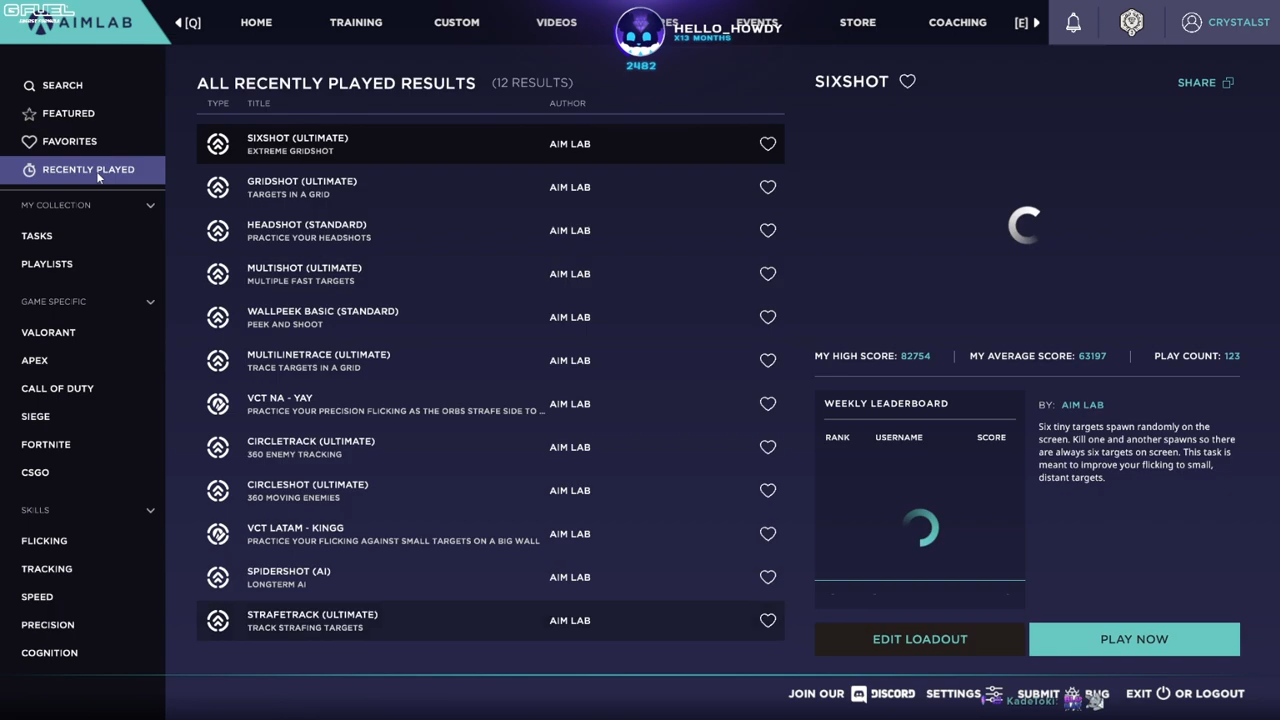 GFUEL
AIMLAB
[Q]
HOME
TRAINING
CUSTOM
VIDEOS
EVENTS
STORE
COACHING
[E]
CRYSTALST
HELLO_HOWDY
X13 MONTHS
2482
SEARCH
FEATURED
FAVORITES
RECENTLY PLAYED
MY COLLECTION
TASKS
PLAYLISTS
GAME SPECIFIC
VALORANT
APEX
CALL OF DUTY
SIEGE
FORTNITE
CSGO
SKILLS
FLICKING
TRACKING
SPEED
PRECISION
COGNITION
ALL RECENTLY PLAYED RESULTS (12 RESULTS)
TYPE TITLE AUTHOR
SIXSHOT (ULTIMATE)
EXTREME GRIDSHOT
AIM LAB
GRIDSHOT (ULTIMATE)
TARGETS IN A GRID
AIM LAB
HEADSHOT (STANDARD)
PRACTICE YOUR HEADSHOTS
AIM LAB
MULTISHOT (ULTIMATE)
MULTIPLE FAST TARGETS
AIM LAB
WALLPEEK BASIC (STANDARD)
PEEK AND SHOOT
AIM LAB
MULTILINETRACE (ULTIMATE)
TRACE TARGETS IN A GRID
AIM LAB
VCT NA - YAY
PRACTICE YOUR PRECISION FLICKING AS THE ORBS STRAFE SIDE TO ...
AIM LAB
CIRCLETRACK (ULTIMATE)
360 ENEMY TRACKING
AIM LAB
CIRCLESHOT (ULTIMATE)
360 MOVING ENEMIES
AIM LAB
VCT LATAM - KINGG
PRACTICE YOUR FLICKING AGAINST SMALL TARGETS ON A BIG WALL
AIM LAB
SPIDERSHOT (AI)
LONGTERM AI
AIM LAB
STRAFETRACK (ULTIMATE)
TRACK STRAFING TARGETS
AIM LAB
SIXSHOT
SHARE
MY HIGH SCORE: 82754
MY AVERAGE SCORE: 63197
PLAY COUNT: 123
WEEKLY LEADERBOARD
RANK USERNAME SCORE
- - -
BY: AIM LAB
Six tiny targets spawn randomly on the
screen. Kill one and another spawns so there
are always six targets on screen. This task is
meant to improve your flicking to small,
distant targets.
EDIT LOADOUT
PLAY NOW
JOIN OUR DISCORD
SETTINGS
SUBMIT BUG
EXIT OR LOGOUT
KadeToki: